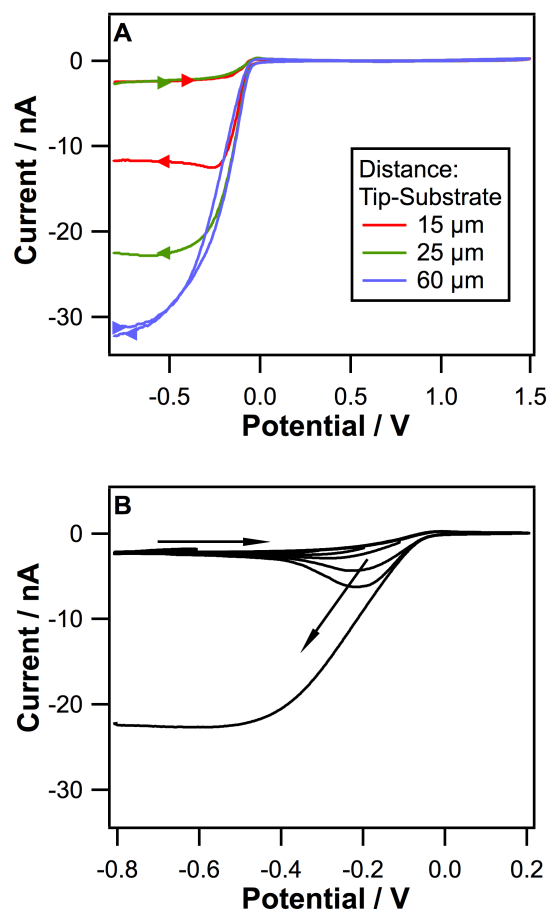 A
0
-10
-20
-30
Current / nA
Distance:
Tip-Substrate
15 µm
25 µm
60 µm
-0.5 0.0 0.5 1.0 1.5
Potential / V
B
0
-10
-20
-30
Current / nA
-0.8 -0.6 -0.4 -0.2 0.0 0.2
Potential / V